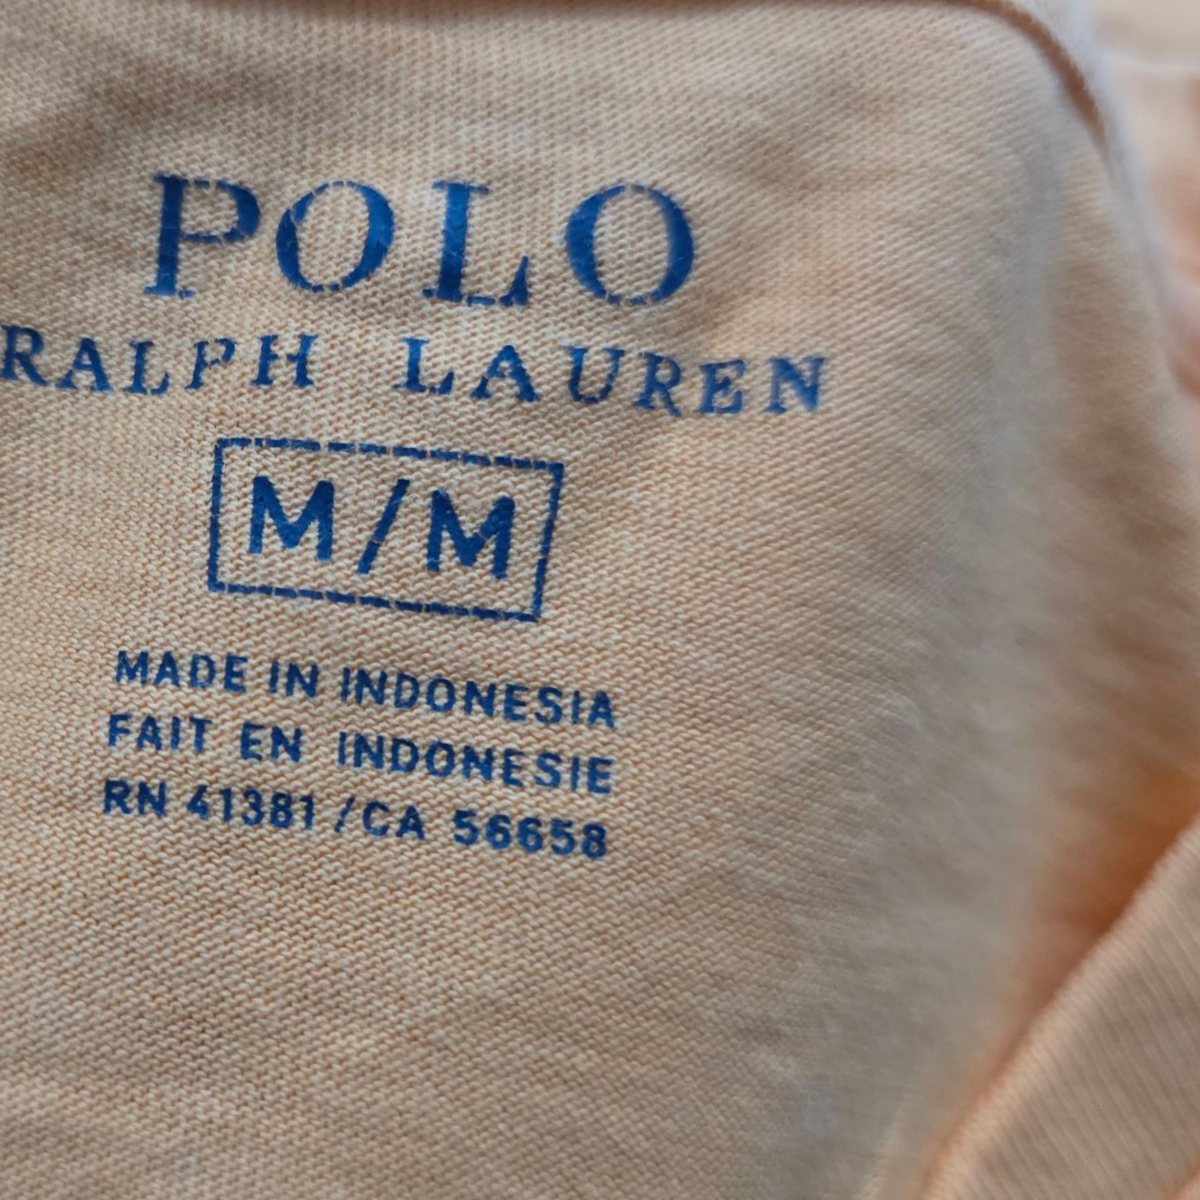 POLO
RALPH LAUREN
M/M
MADE IN INDONESIA
FAIT EN INDONESIE
RN 41381 / CA 56658